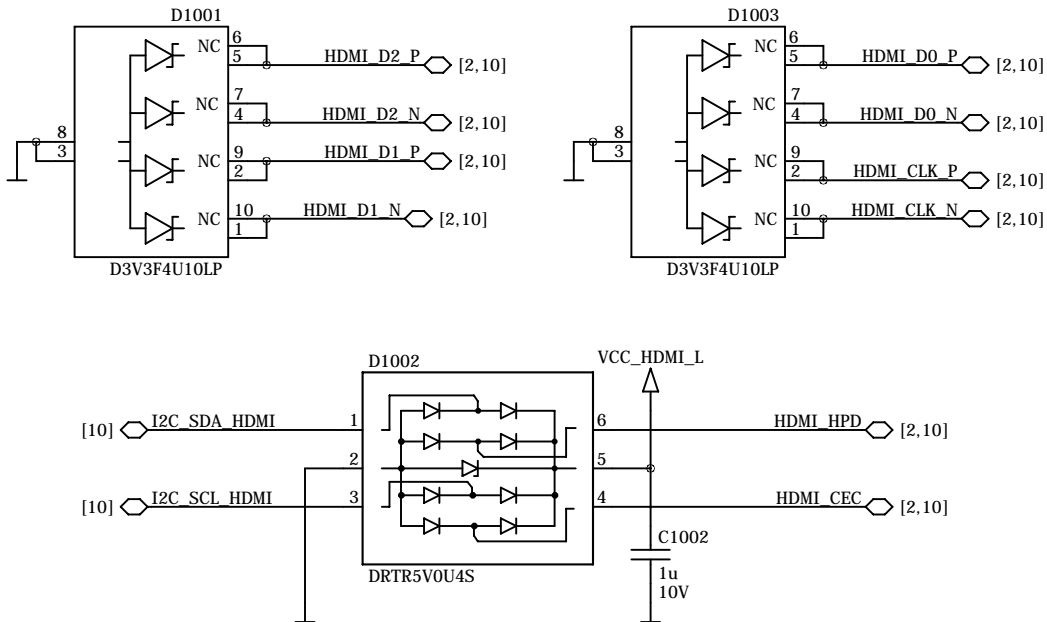 D1001
NC 6
5 HDMI_D2_P [2,10]
NC 7
4 HDMI_D2_N [2,10]
8
3
NC 9 HDMI_D1_P [2,10]
2
NC 10 HDMI_D1_N [2,10]
1
D3V3F4U10LP
D1003
NC 6
5 HDMI_D0_P [2,10]
NC 7
4 HDMI_D0_N [2,10]
8
3
NC 9
2 HDMI_CLK_P [2,10]
NC 10 HDMI_CLK_N [2,10]
1
D3V3F4U10LP
D1002
VCC_HDMI_L
[10] I2C_SDA_HDMI 1
6 HDMI_HPD [2,10]
2
5
[10] I2C_SCL_HDMI 3
4 HDMI_CEC [2,10]
DRTR5V0U4S
C1002
1u
10V